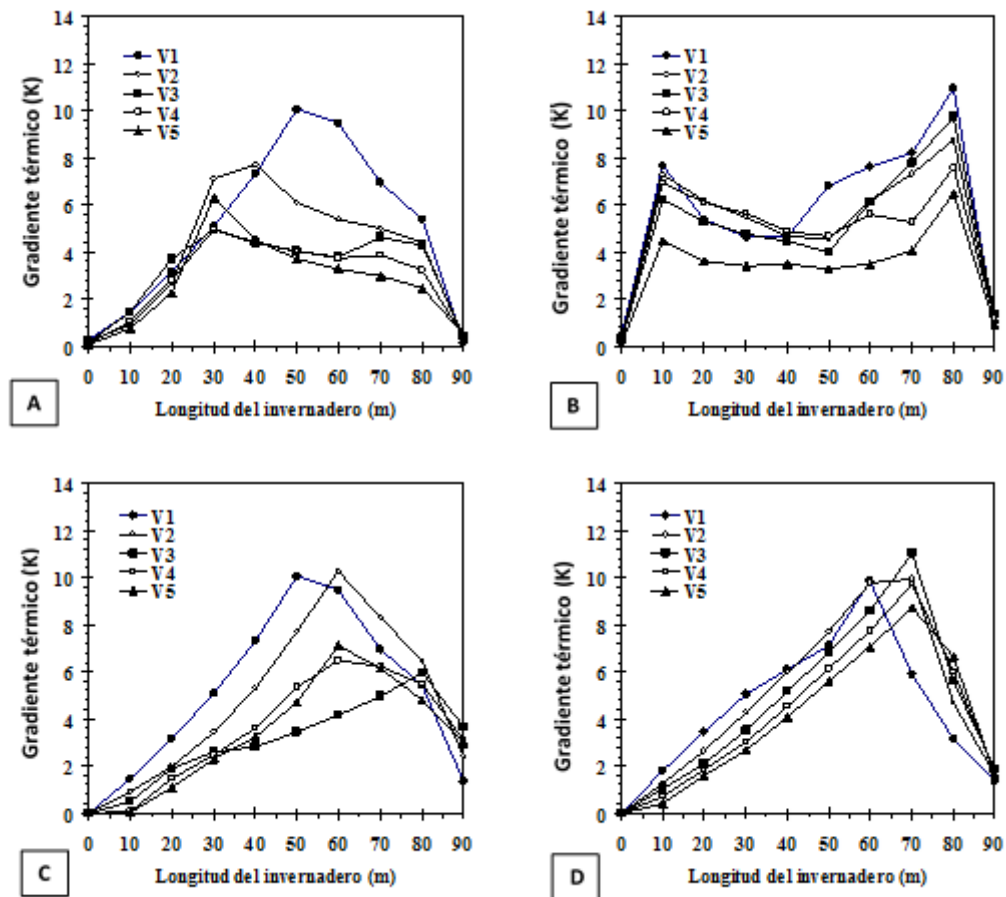 Gradiente térmico (K)
14
12
10
8
6
4
2
0
V1
V2
V3
V4
V5
0 10 20 30 40 50 60 70 80 90
Longitud del invernadero (m)
A
Gradiente térmico (K)
14
12
10
8
6
4
2
0
V1
V2
V3
V4
V5
0 10 20 30 40 50 60 70 80 90
Longitud del invernadero (m)
B
Gradiente térmico (K)
14
12
10
8
6
4
2
0
V1
V2
V3
V4
V5
0 10 20 30 40 50 60 70 80 90
Longitud del invernadero (m)
C
Gradiente térmico (K)
14
12
10
8
6
4
2
0
V1
V2
V3
V4
V5
0 10 20 30 40 50 60 70 80 90
Longitud del invernadero (m)
D